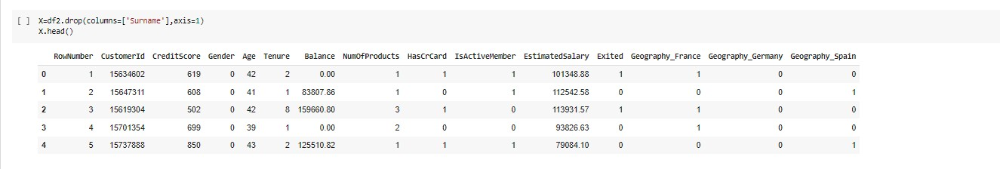 [ ] X=df2.drop(columns=['Surname'],axis=1)
X.head()
RowNumber CustomerId CreditScore Gender Age Tenure Balance NumOfProducts HasCrCard IsActiveMember EstimatedSalary Exited Geography_France Geography_Germany Geography_Spain
0 1 15634602 619 0 42 2 0.00 1 1 1 101348.88 1 1 0 0
1 2 15647311 608 0 41 1 83807.86 1 0 1 112542.58 0 0 0 1
2 3 15619304 502 0 42 8 159660.80 3 1 0 113931.57 1 1 0 0
3 4 15701354 699 0 39 1 0.00 2 0 0 93826.63 0 1 0 0
4 5 15737888 850 0 43 2 125510.82 1 1 1 79084.10 0 0 0 1